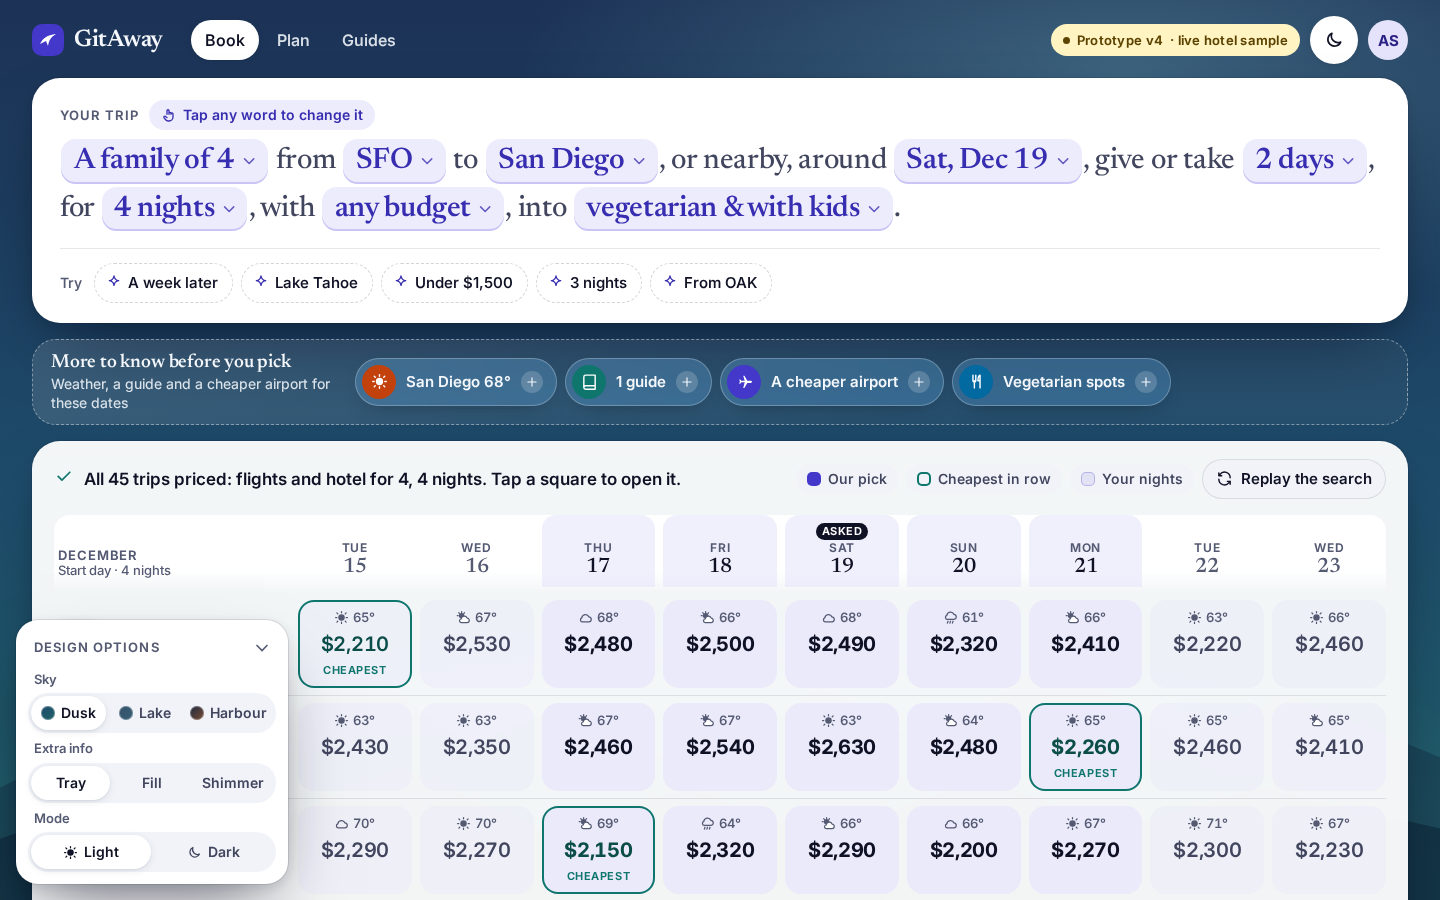 GitAway
Book Plan Guides
Prototype v4 · live hotel sample
AS
YOUR TRIP
Tap any word to change it
A family of 4 from SFO to San Diego, or nearby, around Sat, Dec 19, give or take 2 days,
for 4 nights, with any budget, into vegetarian & with kids.
Try A week later Lake Tahoe Under $1,500 3 nights From OAK
More to know before you pick
Weather, a guide and a cheaper airport for
these dates
San Diego 68° 1 guide A cheaper airport Vegetarian spots
All 45 trips priced: flights and hotel for 4, 4 nights. Tap a square to open it.
Our pick Cheapest in row Your nights Replay the search
ASKED
DECEMBER TUE WED THU FRI SAT SUN MON TUE WED
Start day · 4 nights 15 16 17 18 19 20 21 22 23
65° 67° 68° 66° 68° 61° 66° 63° 66°
$2,210 $2,530 $2,480 $2,500 $2,490 $2,320 $2,410 $2,220 $2,460
CHEAPEST
63° 63° 67° 67° 63° 64° 65° 65° 65°
$2,430 $2,350 $2,460 $2,540 $2,630 $2,480 $2,260 $2,460 $2,410
CHEAPEST
70° 70° 69° 64° 66° 66° 67° 71° 67°
$2,290 $2,270 $2,150 $2,320 $2,290 $2,200 $2,270 $2,300 $2,230
CHEAPEST
DESIGN OPTIONS
Sky
Dusk Lake Harbour
Extra info
Tray Fill Shimmer
Mode
Light Dark